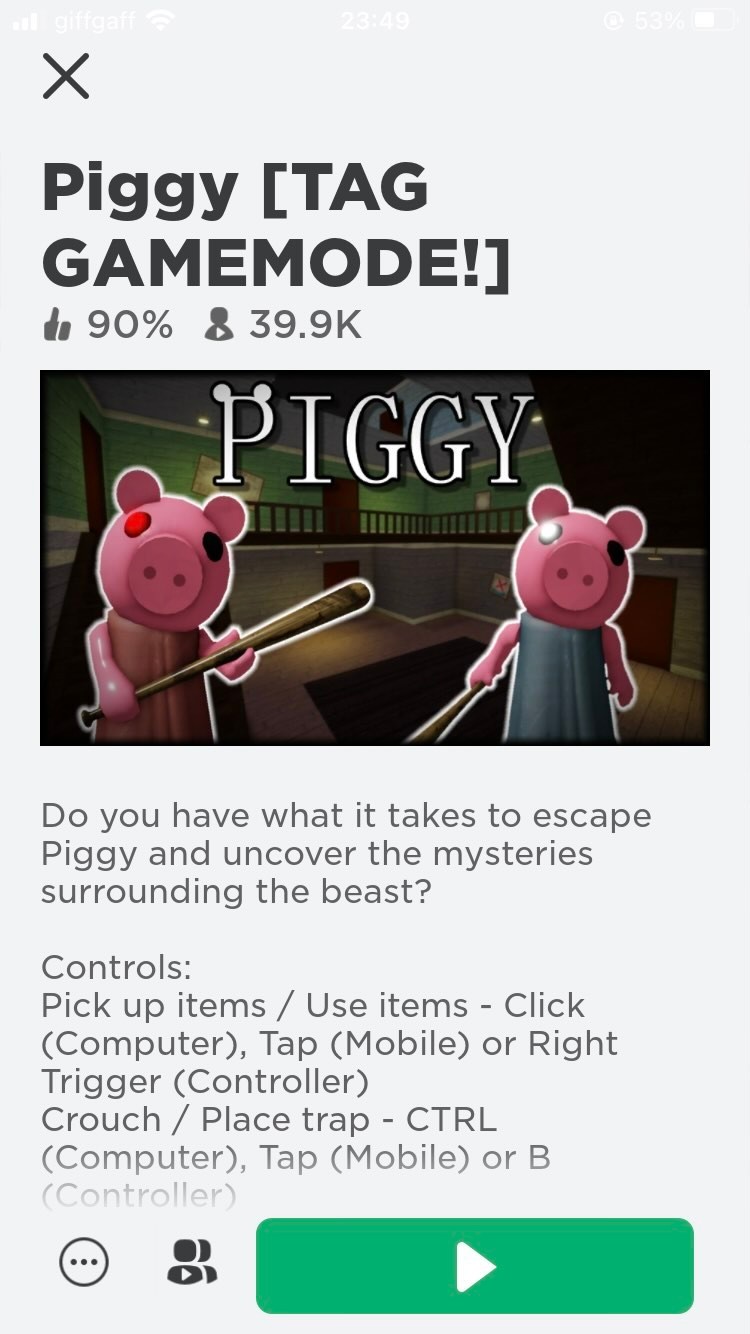 giffgaff 23:49 53%
Piggy [TAG
GAMEMODE!]
90% 39.9K
PIGGY
Do you have what it takes to escape
Piggy and uncover the mysteries
surrounding the beast?
Controls:
Pick up items / Use items - Click
(Computer), Tap (Mobile) or Right
Trigger (Controller)
Crouch / Place trap - CTRL
(Computer), Tap (Mobile) or B
(Controller)